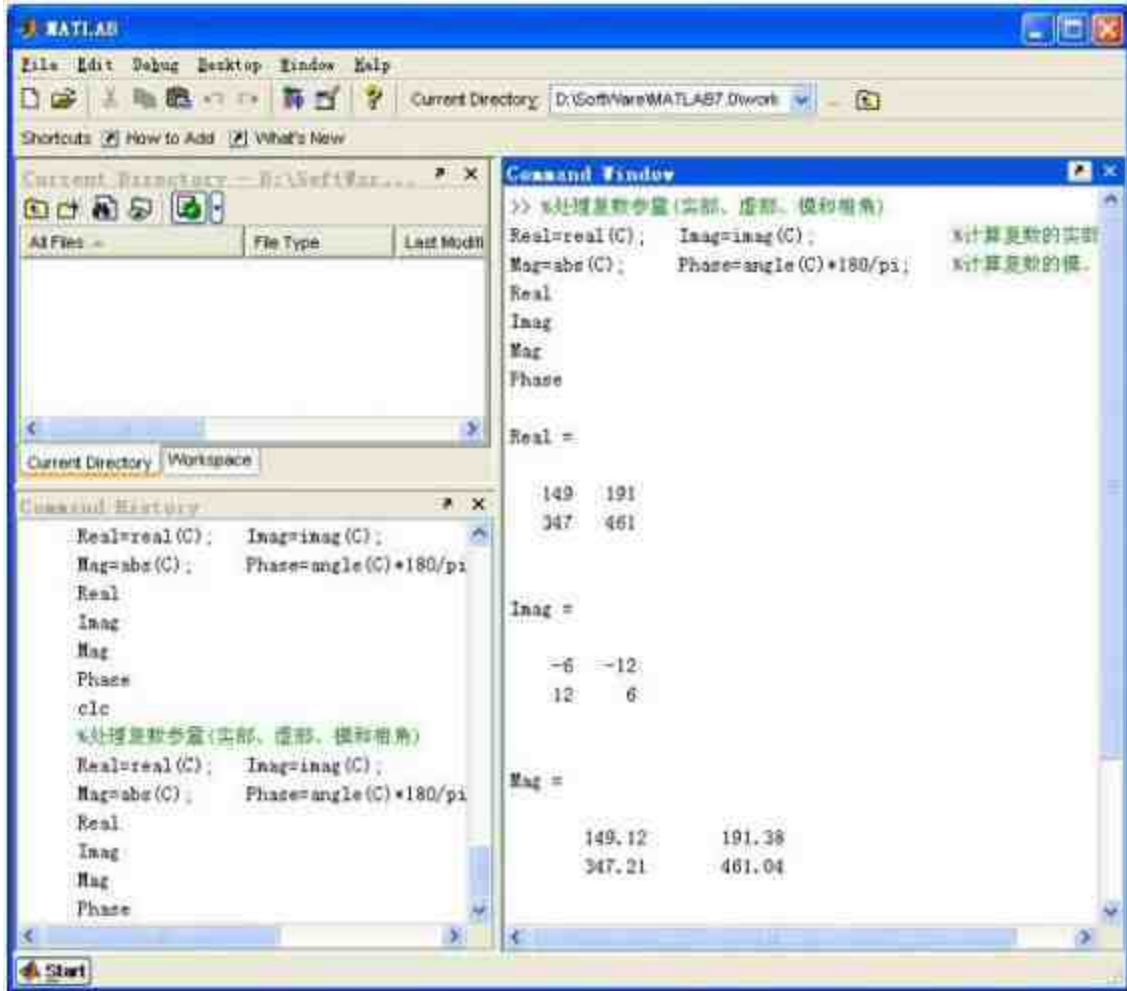 MATLAB
File Edit Debug Desktop Window Help
Current Directory: D:\SoftWare\MATLAB7.0\work
Shortcuts How to Add What's New
Current Directory - D:\SoftWar...
All Files File Type Last Modifi
Current Directory Workspace
Command History
Real=real(C); Imag=imag(C);
Mag=abs(C); Phase=angle(C)*180/pi
Real
Imag
Mag
Phase
clc
%处理复数参量(实部、虚部、模和相角)
Real=real(C); Imag=imag(C);
Mag=abs(C); Phase=angle(C)*180/pi
Real
Imag
Mag
Phase
Command Window
>> %处理复数参量(实部、虚部、模和相角)
Real=real(C); Imag=imag(C); %计算复数的实部
Mag=abs(C); Phase=angle(C)*180/pi; %计算复数的模、
Real
Imag
Mag
Phase
Real =
149 191
347 461
Imag =
-6 -12
12 6
Mag =
149.12 191.38
347.21 461.04
Start